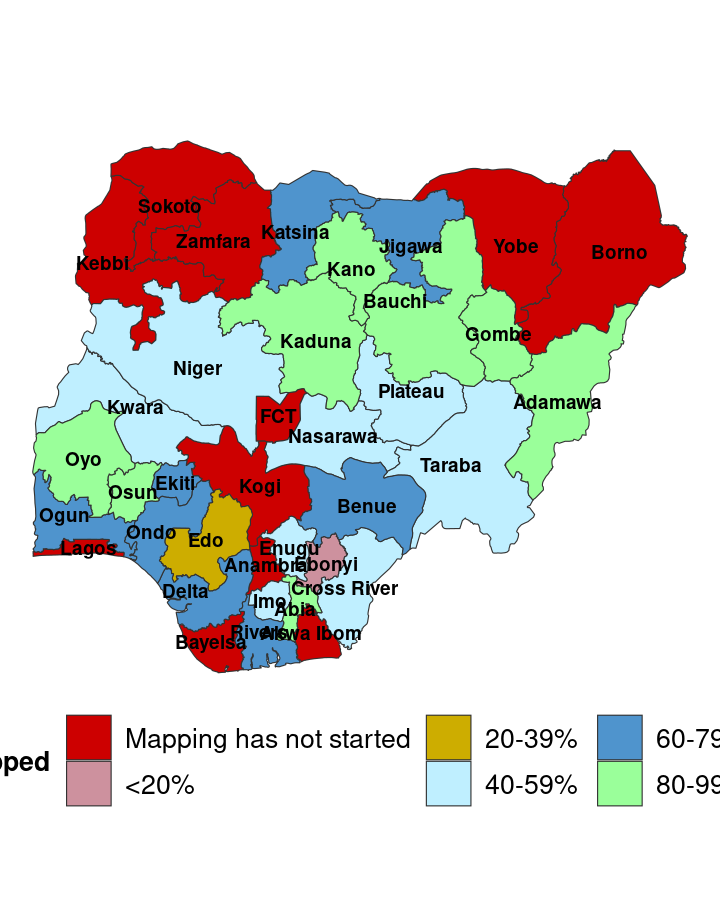 Sokoto
Katsina
Zamfara
Jigawa
Yobe
Borno
Kebbi
Kano
Bauchi
Gombe
Kaduna
Niger
Plateau
Adamawa
Kwara
FCT
Nasarawa
Oyo
Taraba
Osun
Ekiti
Kogi
Benue
Ogun
Ondo
Edo
Lagos
Enugu
Anambra
Ebonyi
Delta
Cross River
Imo
Abia
Bayelsa
Rivers
Akwa Ibom
pped
Mapping has not started
20-39%
60-79
<20%
40-59%
80-99